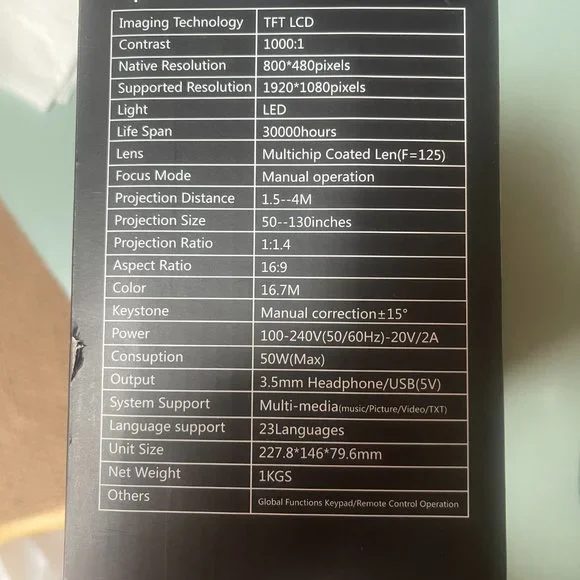 Imaging Technology TFT LCD
Contrast 1000:1
Native Resolution 800*480pixels
Supported Resolution 1920*1080pixels
Light LED
Life Span 30000hours
Lens Multichip Coated Len(F=125)
Focus Mode Manual operation
Projection Distance 1.5--4M
Projection Size 50--130inches
Projection Ratio 1:1.4
Aspect Ratio 16:9
Color 16.7M
Keystone Manual correction±15°
Power 100-240V(50/60Hz)-20V/2A
Consuption 50W(Max)
Output 3.5mm Headphone/USB(5V)
System Support Multi-media(music/Picture/Video/TXT)
Language support 23Languages
Unit Size 227.8*146*79.6mm
Net Weight 1KGS
Others Global Functions Keypad/Remote Control Operation